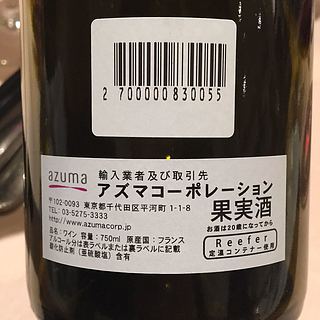 2 700000 830055
azuma
輸入業者及び取引先
アズマコーポレーション
〒102-0093 東京都千代田区平河町 1-1-8
TEL : 03-5275-3333
http://www.azumacorp.jp
果実酒
お酒は20歳になってから
Reefer
定温コンテナー使用
品名：ワイン 容量：750ml 原産国：フランス
アルコール分は表ラベルまたは裏ラベルに記載
酸化防止剤（亜硫酸塩）含有